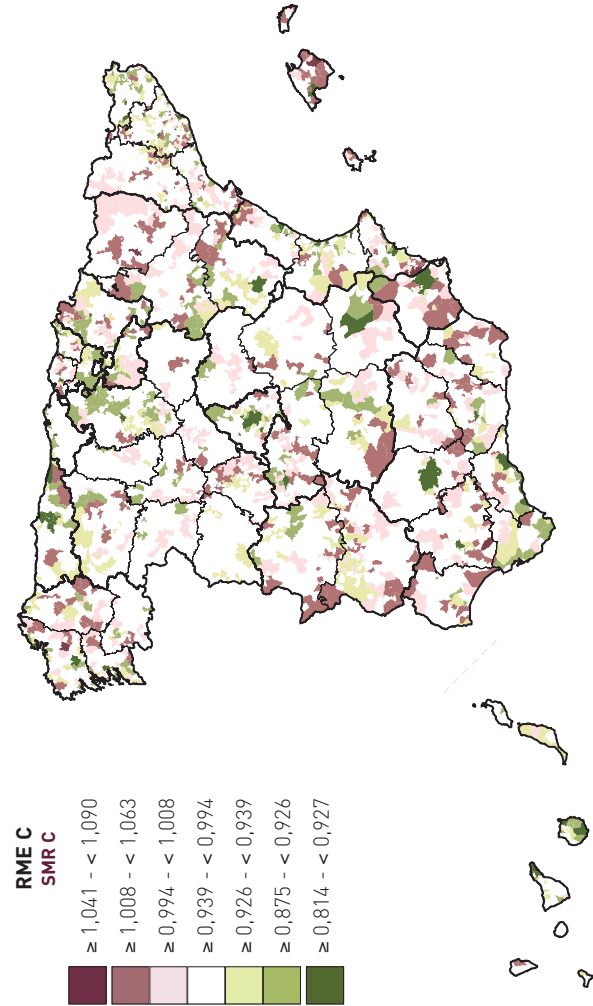 RME C
SMR C
≥ 1,041 - < 1,090
≥ 1,008 - < 1,063
≥ 0,994 - < 1,008
≥ 0,939 - < 0,994
≥ 0,926 - < 0,939
≥ 0,875 - < 0,926
≥ 0,814 - < 0,927